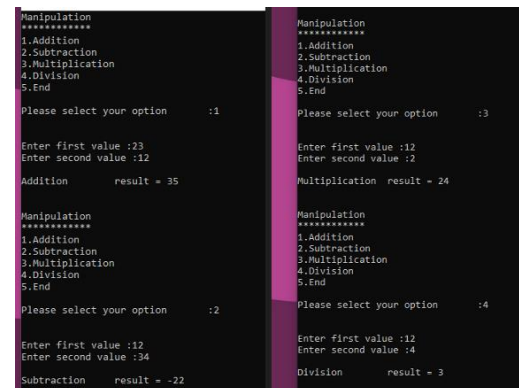 Manipulation
************
1.Addition
2.Subtraction
3.Multiplication
4.Division
5.End
Please select your option :1
Enter first value :23
Enter second value :12
Addition result = 35
Manipulation
************
1.Addition
2.Subtraction
3.Multiplication
4.Division
5.End
Please select your option :2
Enter first value :12
Enter second value :34
Subtraction result = -22
Manipulation
************
1.Addition
2.Subtraction
3.Multiplication
4.Division
5.End
Please select your option :3
Enter first value :12
Enter second value :2
Multiplication result = 24
Manipulation
************
1.Addition
2.Subtraction
3.Multiplication
4.Division
5.End
Please select your option :4
Enter first value :12
Enter second value :4
Division result = 3